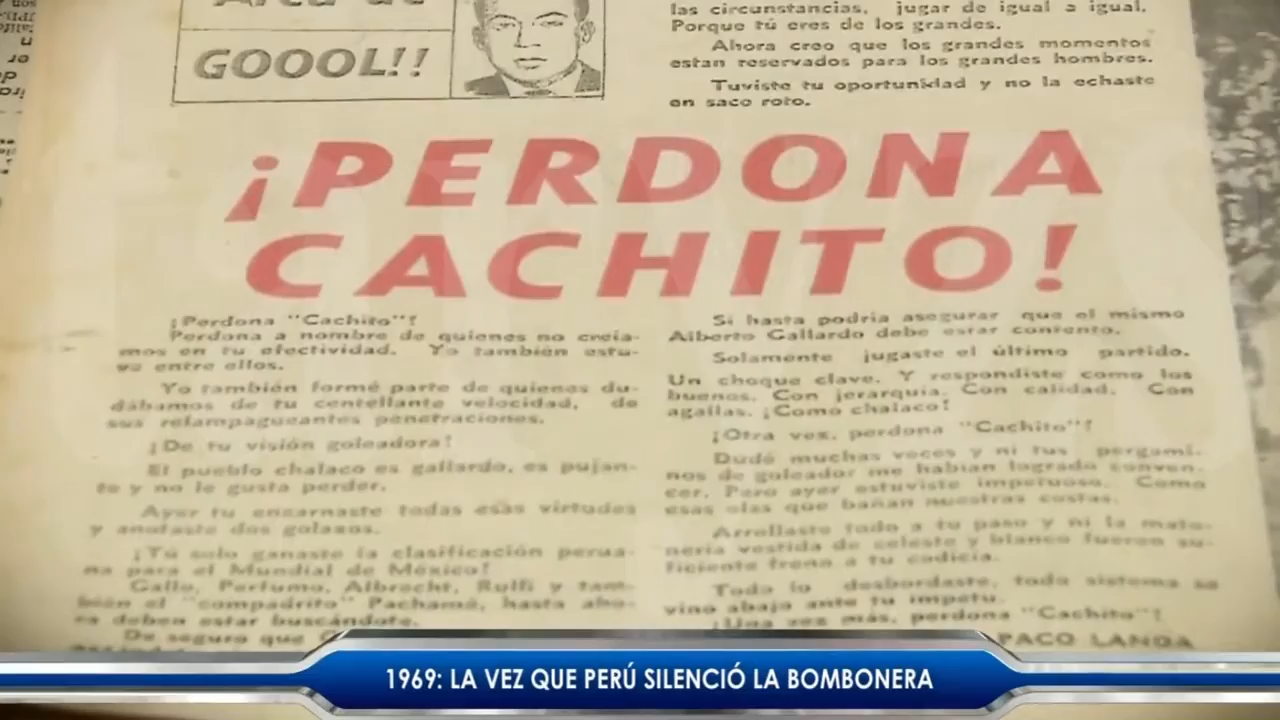 GOOOL!!
las circunstancias, jugar de igual a igual.
Porque tú eres de los grandes.
Ahora creo que los grandes momentos
estan reservados para los grandes hombres.
Tuviste tu oportunidad y no la echaste
en saco roto.
¡PERDONA
CACHITO!
¡Perdona "Cachito"!
Perdona a nombre de quienes no creía-
mos en tu efectividad. Yo también estu-
ve entre ellos.
Yo también formé parte de quienes du-
dábamos de tu centellante velocidad, de
sus relampagueantes penetraciones.
¡De tu visión goleadora!
El pueblo chalaco es gallardo, es pujan-
te y no le gusta perder.
Ayer tu encarnaste todas esas virtudes
y anotaste dos golazos.
¡Tú solo ganaste la clasificación perua-
na para el Mundial de México!
Gallo, Perfumo, Albrecht, Rulli y tam-
bién el "compadrito" Pachamé, hasta aho-
ra deben estar buscándote.
De seguro que
Si hasta podría asegurar que el mismo
Alberto Gallardo debe estar contento.
Solamente jugaste el último partido.
Un choque clave. Y respondiste como los
buenos. Con jerarquía. Con calidad. Con
agallas. ¡Como chalaco!
¡Otra vez, perdona "Cachito"!
Dudé muchas veces y ni tus pergami-
nos de goleador me habían logrado conven-
cer. Pero ayer estuviste impetuoso. Como
esas olas que bañan nuestras costas.
Arrollaste todo a tu paso y ni la mato-
nería vestida de celeste y blanco fueron su-
ficiente freno a tu codicia.
Todo lo desbordaste, todo sistema se
vino abajo ante tu ímpetu.
¡Una vez más, perdona "Cachito"!
PACO LANDA
1969: LA VEZ QUE PERÚ SILENCIÓ LA BOMBONERA